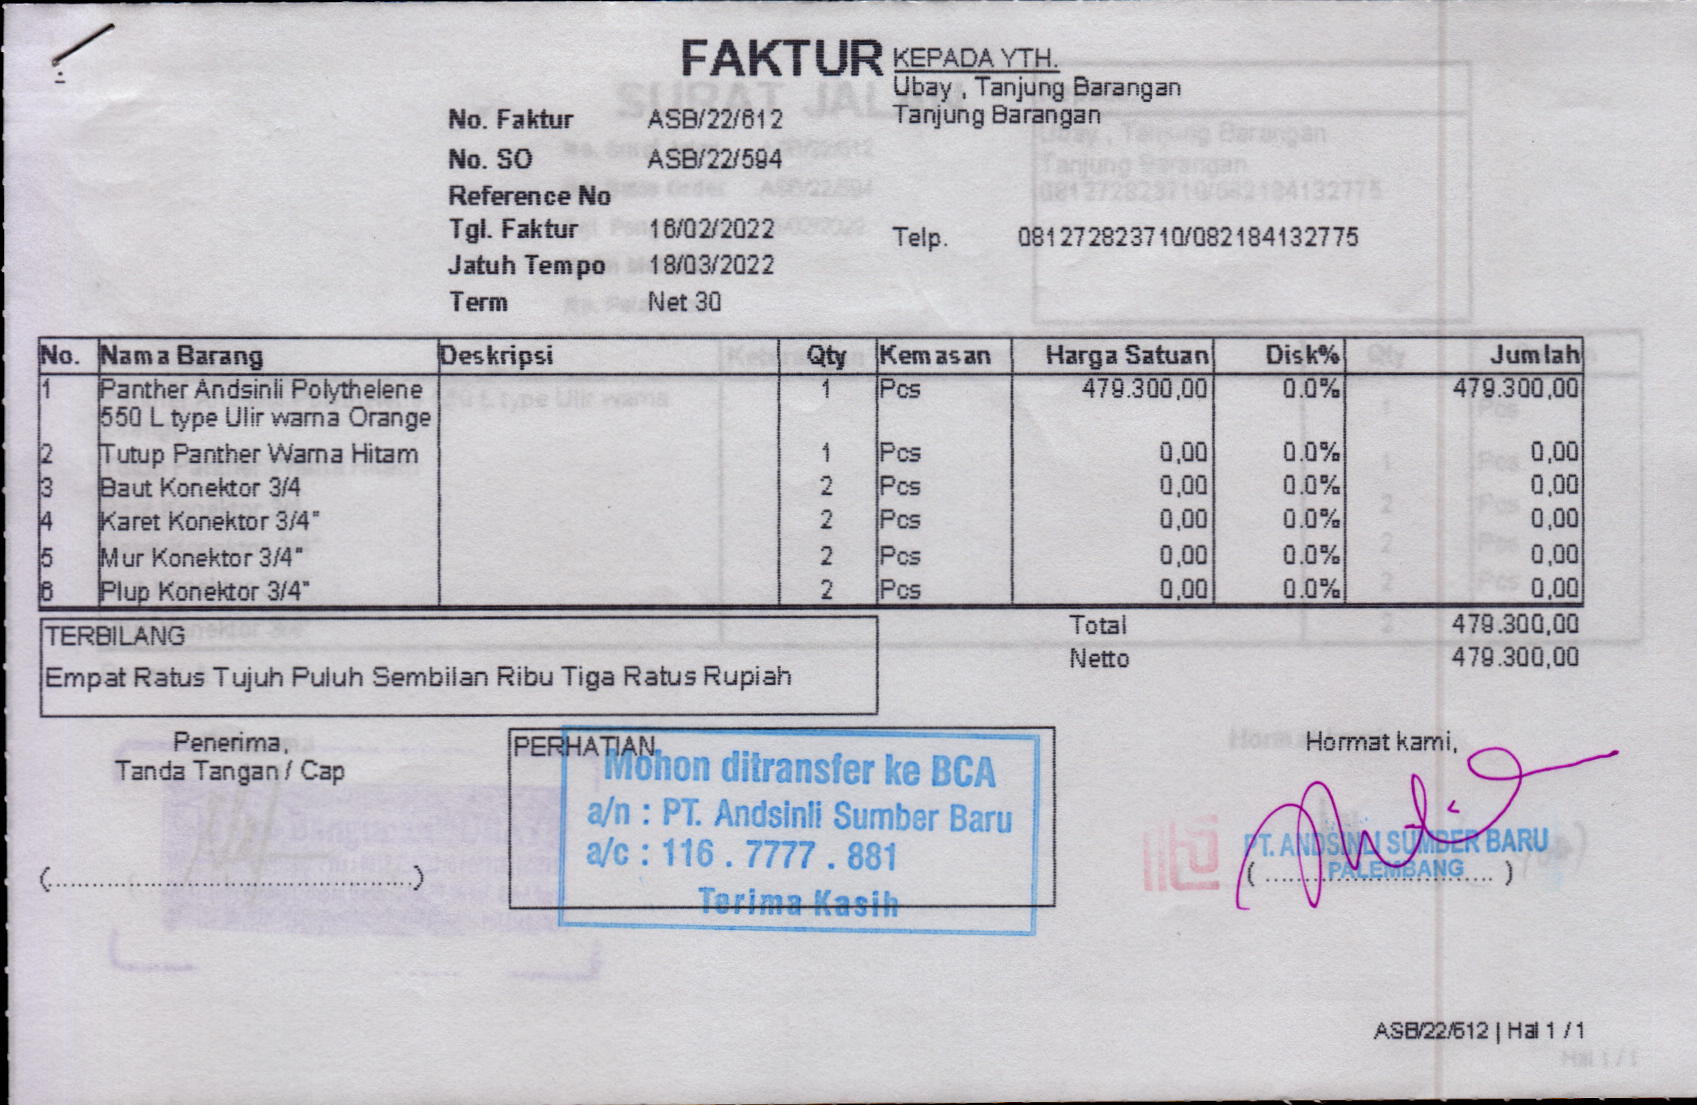 FAKTUR
KEPADA YTH.
Ubay , Tanjung Barangan
Tanjung Barangan
No. Faktur ASB/22/612
No. SO ASB/22/594
Reference No
Tgl. Faktur 16/02/2022
Telp. 081272823710/082184132775
Jatuh Tempo 18/03/2022
Term Net 30
No. Nama Barang Deskripsi Qty Kemasan Harga Satuan Disk% Jumlah
1 Panther Andsinli Polythelene 1 Pcs 479.300,00 0.0% 479.300,00
550 L type Ulir warna Orange
2 Tutup Panther Warna Hitam 1 Pcs 0,00 0.0% 0,00
3 Baut Konektor 3/4 2 Pcs 0,00 0.0% 0,00
4 Karet Konektor 3/4" 2 Pcs 0,00 0.0% 0,00
5 Mur Konektor 3/4" 2 Pcs 0,00 0.0% 0,00
6 Plup Konektor 3/4" 2 Pcs 0,00 0.0% 0,00
Total 479.300,00
Netto 479.300,00
TERBILANG
Empat Ratus Tujuh Puluh Sembilan Ribu Tiga Ratus Rupiah
Penerima,
Tanda Tangan / Cap
(...........................................)
PERHATIAN
Mohon ditransfer ke BCA
a/n : PT. Andsinli Sumber Baru
a/c : 116 . 7777 . 881
Terima Kasih
Hormat kami,
PT. ANDSINLI SUMBER BARU
PALEMBANG
ASB/22/612 | Hal 1 / 1